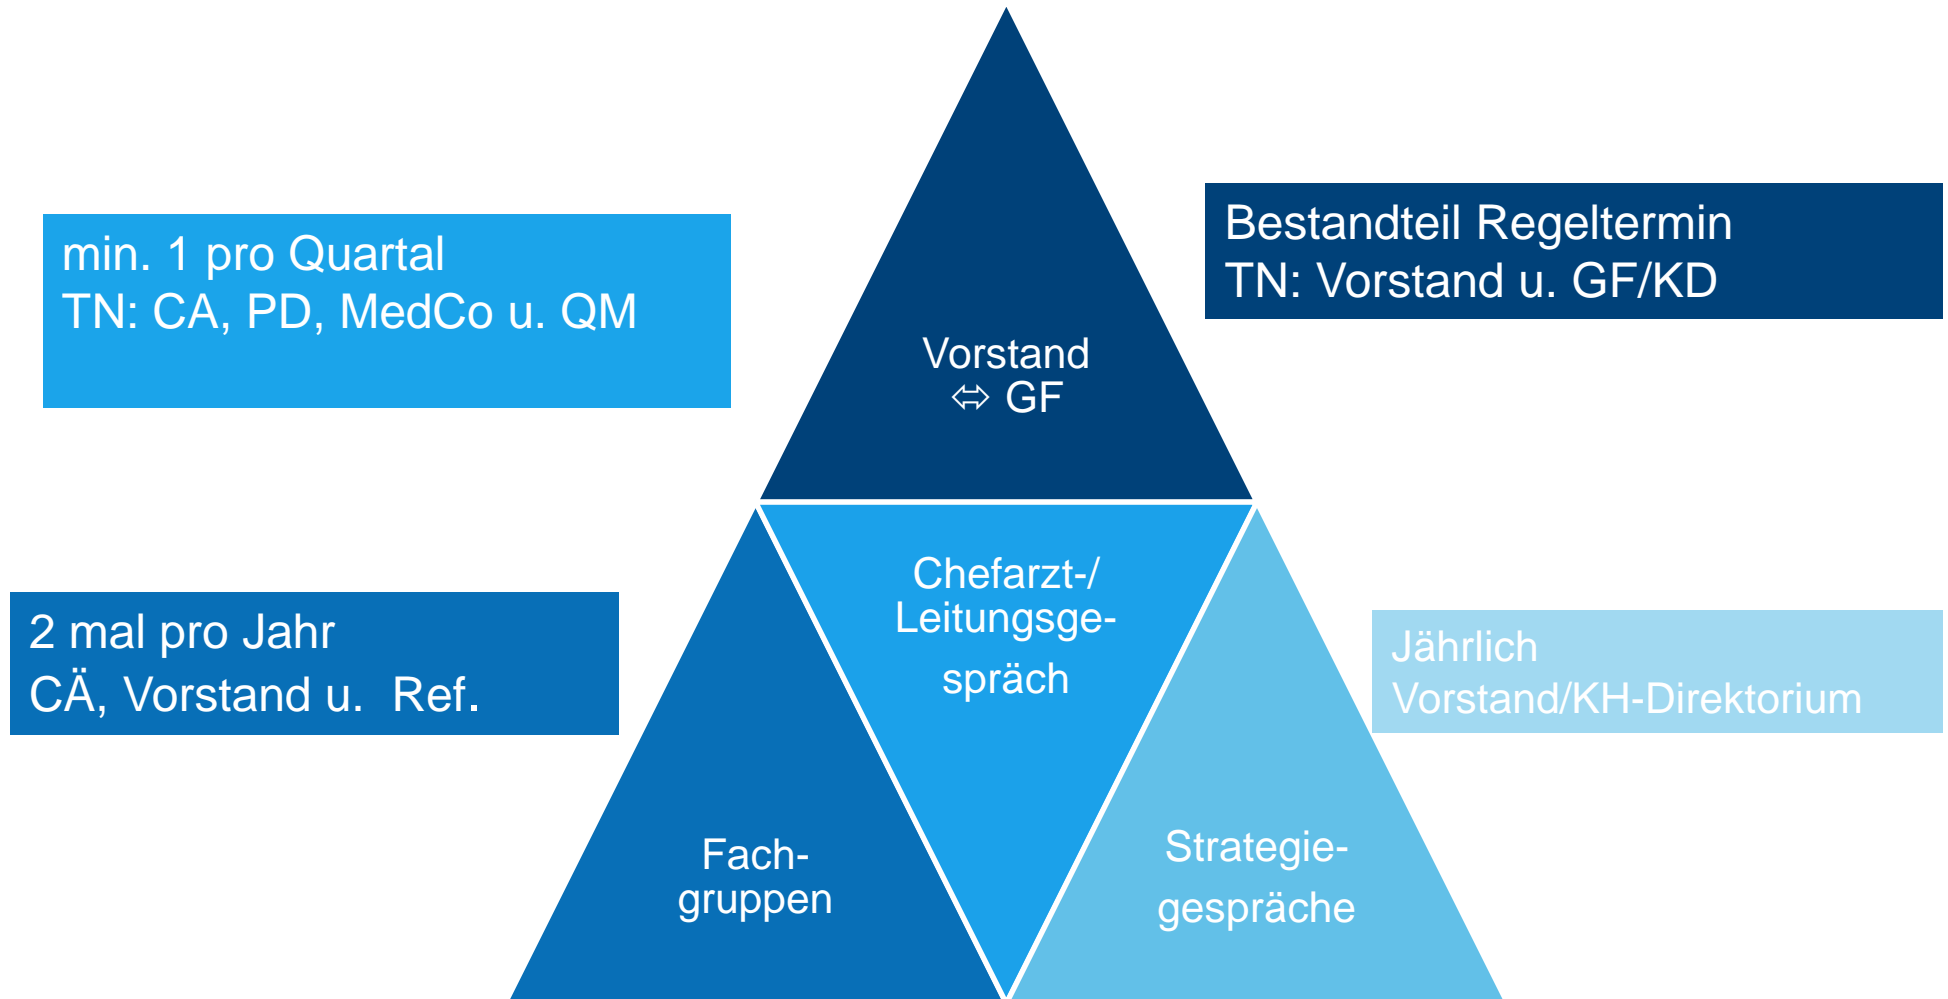 min. 1 pro Quartal
TN: CA, PD, MedCo u. QM
Bestandteil Regeltermin
TN: Vorstand u. GF/KD
Vorstand
⬄ GF
2 mal pro Jahr
CÄ, Vorstand u. Ref.
Chefarzt-/
Leitungsge-
spräch
Jährlich
Vorstand/KH-Direktorium
Fach-
gruppen
Strategie-
gespräche